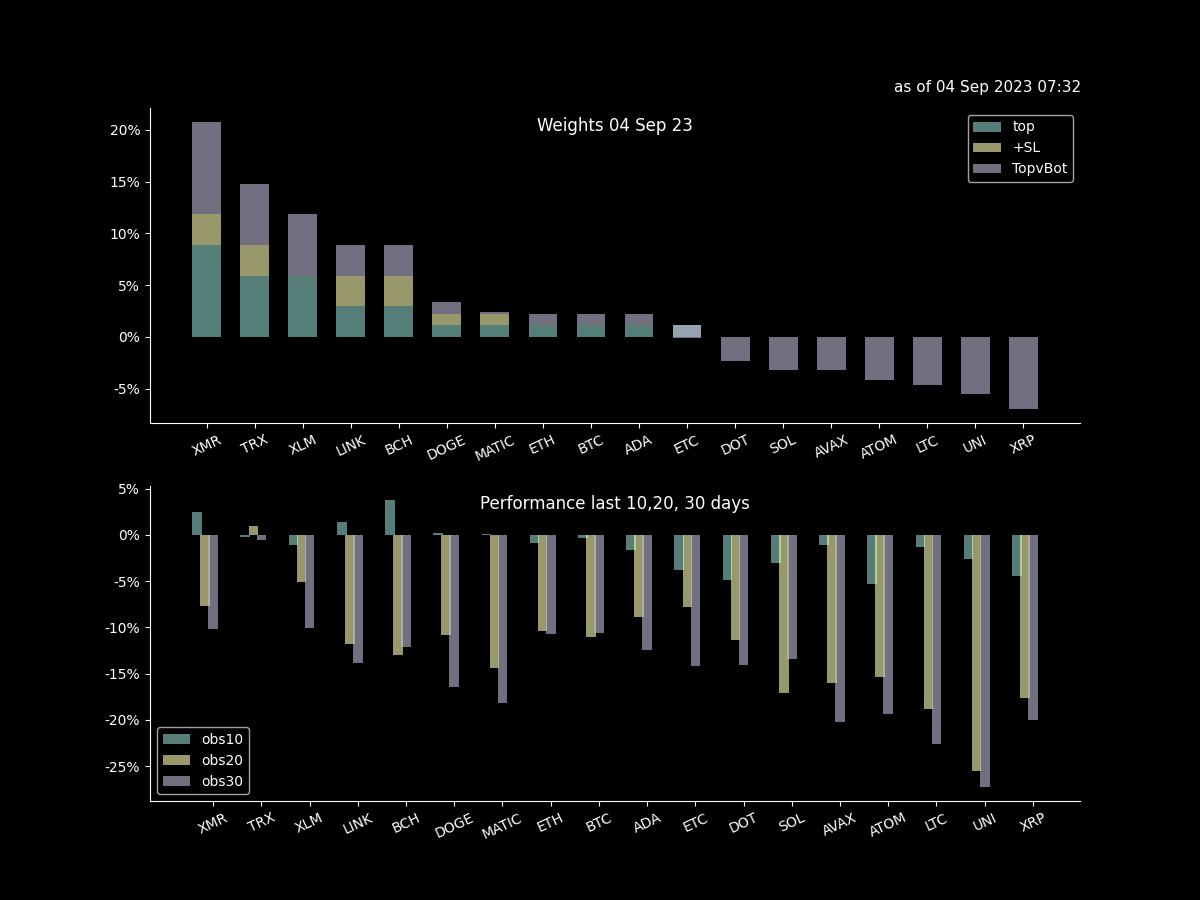 as of 04 Sep 2023 07:32
Weights 04 Sep 23
top
+SL
TopvBot
20%
15%
10%
5%
0%
-5%
XMR TRX XLM LINK BCH DOGE MATIC ETH BTC ADA ETC DOT SOL AVAX ATOM LTC UNI XRP
Performance last 10,20, 30 days
5%
0%
-5%
-10%
-15%
-20%
-25%
obs10
obs20
obs30
XMR TRX XLM LINK BCH DOGE MATIC ETH BTC ADA ETC DOT SOL AVAX ATOM LTC UNI XRP